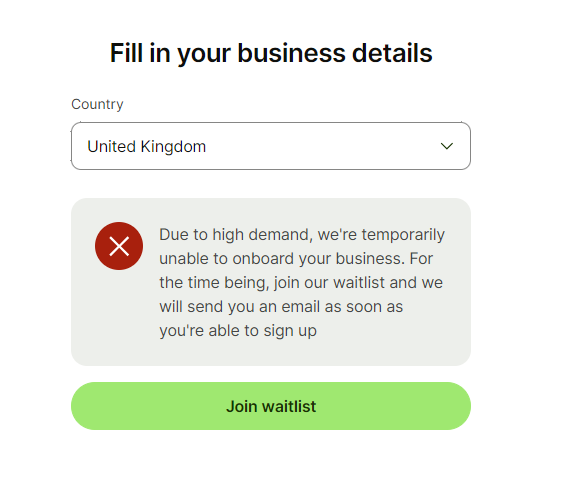 Fill in your business details
Country
United Kingdom
Due to high demand, we're temporarily
unable to onboard your business. For
the time being, join our waitlist and we
will send you an email as soon as
you're able to sign up
Join waitlist